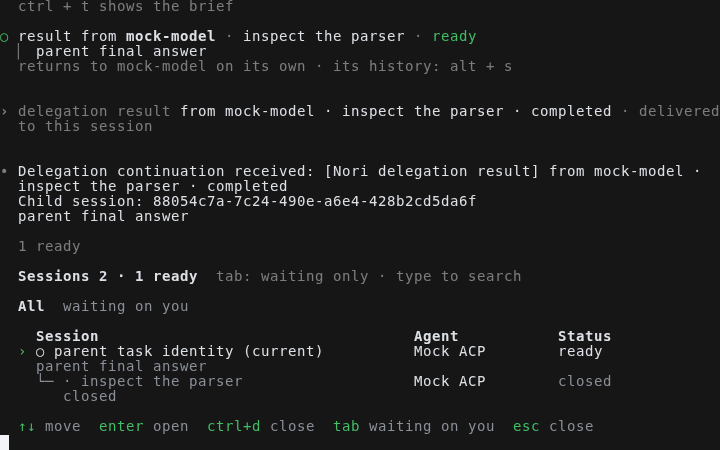 ctrl + t shows the brief
○ result from mock-model · inspect the parser · ready
│ parent final answer
returns to mock-model on its own · its history: alt + s
› delegation result from mock-model · inspect the parser · completed · delivered
to this session
• Delegation continuation received: [Nori delegation result] from mock-model ·
inspect the parser · completed
Child session: 88054c7a-7c24-490e-a6e4-428b2cd5da6f
parent final answer
1 ready
Sessions 2 · 1 ready  tab: waiting only · type to search
All  waiting on you
Session  Agent  Status
› ○ parent task identity (current)  Mock ACP  ready
parent final answer
└─ · inspect the parser  Mock ACP  closed
closed
↑↓ move  enter open  ctrl+d close  tab waiting on you  esc close